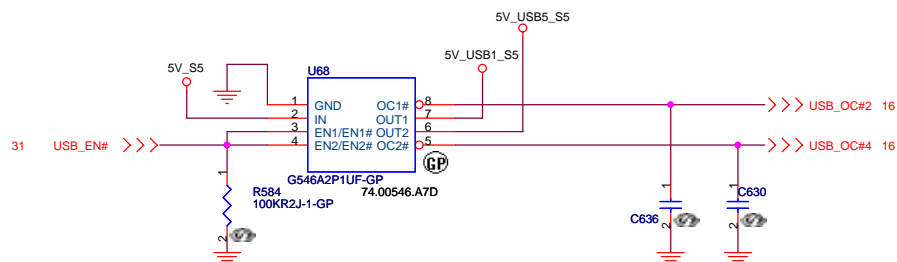 5V_USB5_S5
5V_USB1_S5
5V_S5
U68
1 GND OC1# 8
2 IN OUT1 7
3 EN1/EN1# OUT2 6
4 EN2/EN2# OC2# 5
USB_OC#2 16
31 USB_EN#
USB_OC#4 16
GP
G546A2P1UF-GP
74.00546.A7D
1
R584
100KR2J-1-GP
2
1
C636
2
1
C630
2